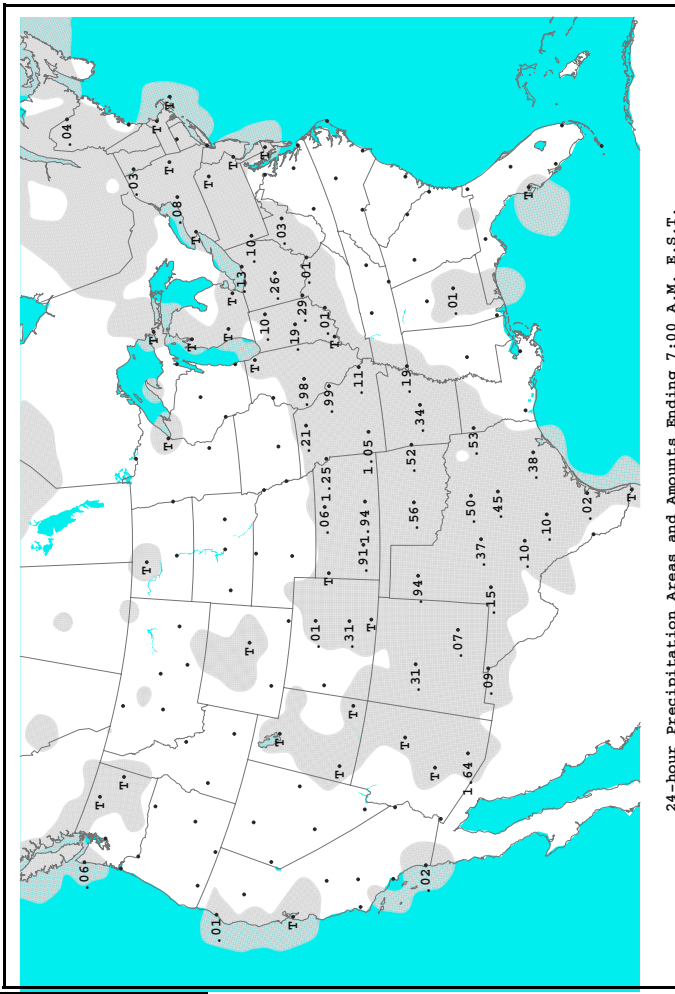 .04
.06
T
T
.03
T
T
T
T
T
T
.08
T
T
T
.01
T
T
T
.13
T
.10
T
.10
T
.26
T
.03
T
.19
.29
.21
.98
.01
.01
.06
1.25
.01
T
.99
T
T
.31
T
.11
.91
1.94
1.05
T
T
.19
.52
.56
.31
.94
.34
.02
T
.01
.07
1.64
.50
.53
.37
.09
.15
.45
.10
T
.38
.10
.02
T
24-hour Precipitation Areas and Amounts Ending 7:00 A.M. E.S.T.